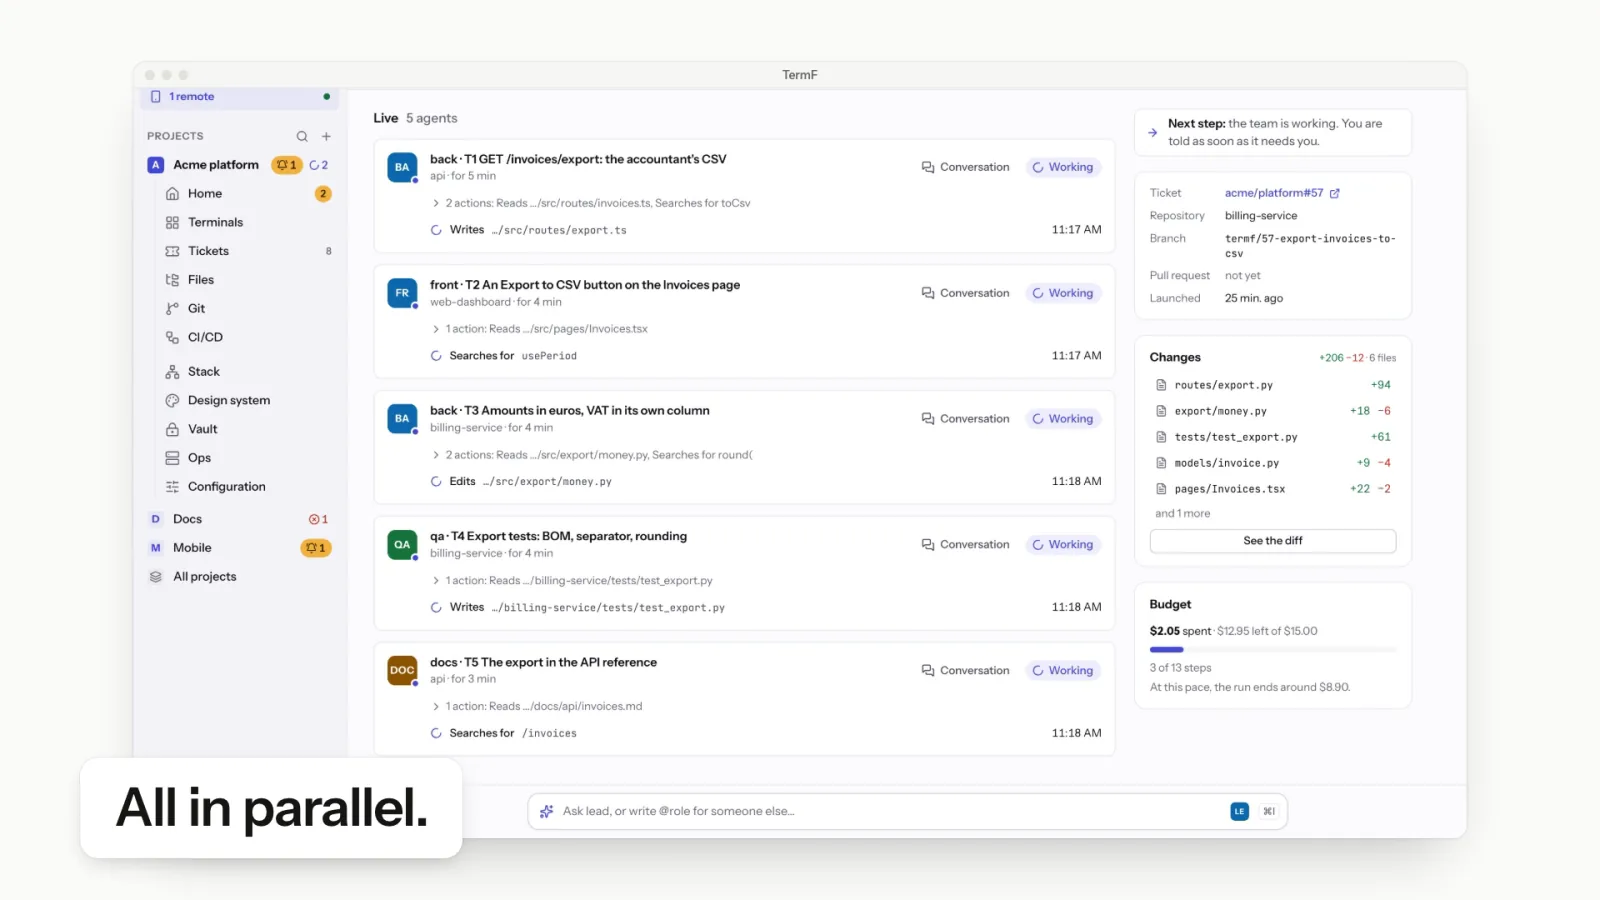 TermF
1 remote
PROJECTS
A Acme platform 1 2
Home 2
Terminals
Tickets 8
Files
Git
CI/CD
Stack
Design system
Vault
Ops
Configuration
D Docs 1
M Mobile 1
All projects
Live 5 agents
BA back · T1 GET /invoices/export: the accountant's CSV Conversation Working
api · for 5 min
2 actions: Reads …/src/routes/invoices.ts, Searches for toCsv
Writes …/src/routes/export.ts 11:17 AM
FR front · T2 An Export to CSV button on the Invoices page Conversation Working
web-dashboard · for 4 min
1 action: Reads …/src/pages/Invoices.tsx
Searches for usePeriod 11:17 AM
BA back · T3 Amounts in euros, VAT in its own column Conversation Working
billing-service · for 4 min
2 actions: Reads …/src/export/money.py, Searches for round(
Edits …/src/export/money.py 11:18 AM
QA qa · T4 Export tests: BOM, separator, rounding Conversation Working
billing-service · for 4 min
1 action: Reads …/billing-service/tests/test_export.py
Writes …/billing-service/tests/test_export.py 11:18 AM
DOC docs · T5 The export in the API reference Conversation Working
api · for 3 min
1 action: Reads …/docs/api/invoices.md
Searches for /invoices 11:18 AM
Next step: the team is working. You are
told as soon as it needs you.
Ticket acme/platform#57
Repository billing-service
Branch termf/57-export-invoices-to-
csv
Pull request not yet
Launched 25 min. ago
Changes +206 −12 · 6 files
routes/export.py +94
export/money.py +18 −6
tests/test_export.py +61
models/invoice.py +9 −4
pages/Invoices.tsx +22 −2
and 1 more
See the diff
Budget
$2.05 spent · $12.95 left of $15.00
3 of 13 steps
At this pace, the run ends around $8.90.
Ask lead, or write @role for someone else... LE ⌘I
All in parallel.